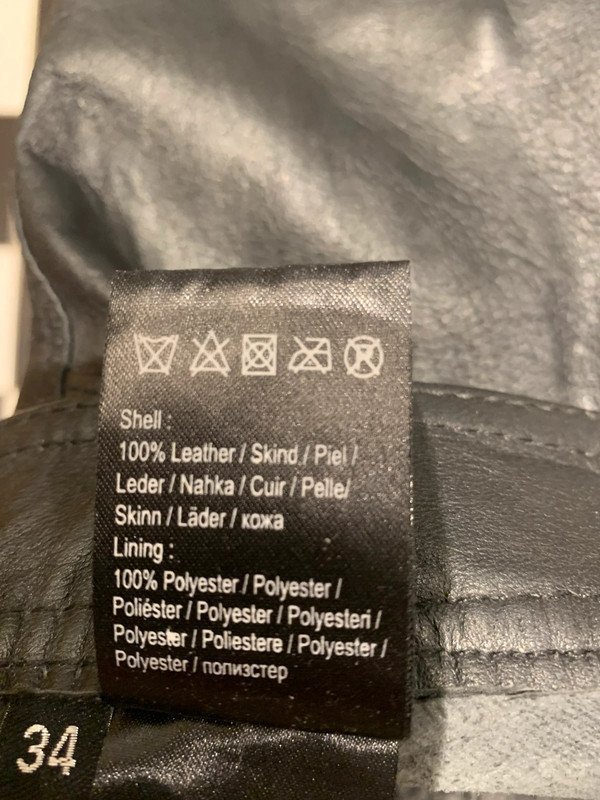 Shell :
100% Leather / Skind / Piel /
Leder / Nahka / Cuir / Pelle/
Skinn / Läder / кожа
Lining :
100% Polyester / Polyester /
Poliéster / Polyester / Polyesteri /
Polyester / Poliestere / Polyester /
Polyester / полизстер
34